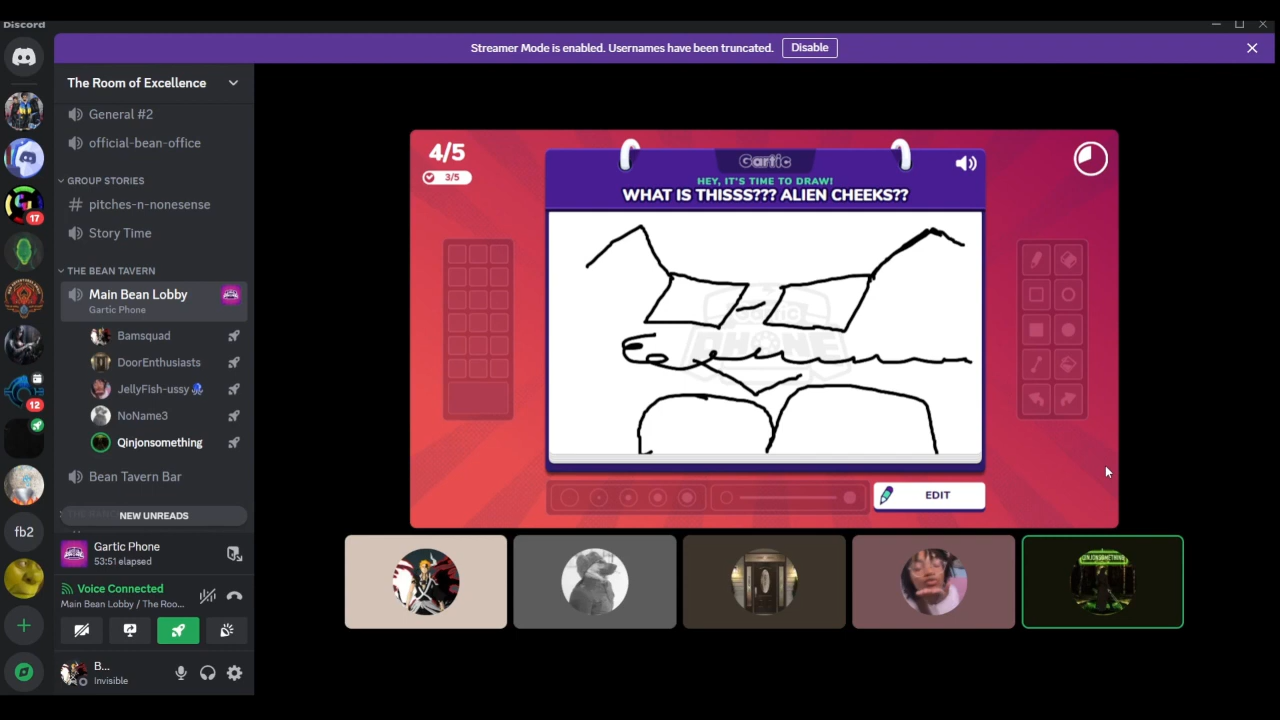 Discord
Streamer Mode is enabled. Usernames have been truncated.
Disable
The Room of Excellence
General #2
official-bean-office
GROUP STORIES
pitches-n-nonesense
Story Time
THE BEAN TAVERN
Main Bean Lobby
Gartic Phone
Bamsquad
DoorEnthusiasts
JellyFish-ussy
NoName3
Qinjonsomething
Bean Tavern Bar
NEW UNREADS
17
12
fb2
Gartic Phone
53:51 elapsed
Voice Connected
Main Bean Lobby / The Roo...
B...
Invisible
4/5
3/5
Gartic
HEY, IT'S TIME TO DRAW!
WHAT IS THISSS??? ALIEN CHEEKS??
Gartic
PHONE
EDIT
QINJONSOMETHING